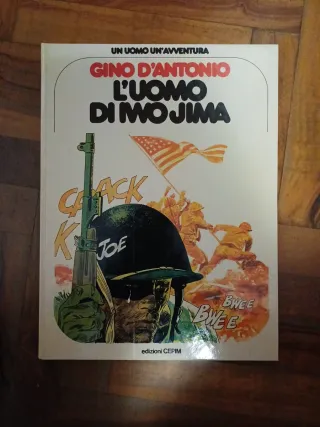 UN UOMO UN'AVVENTURA
GINO D'ANTONIO
L'UOMO
DI IWO JIMA
CRACK
K
JOE
BWEE
BWEE
edizioni CEPIM